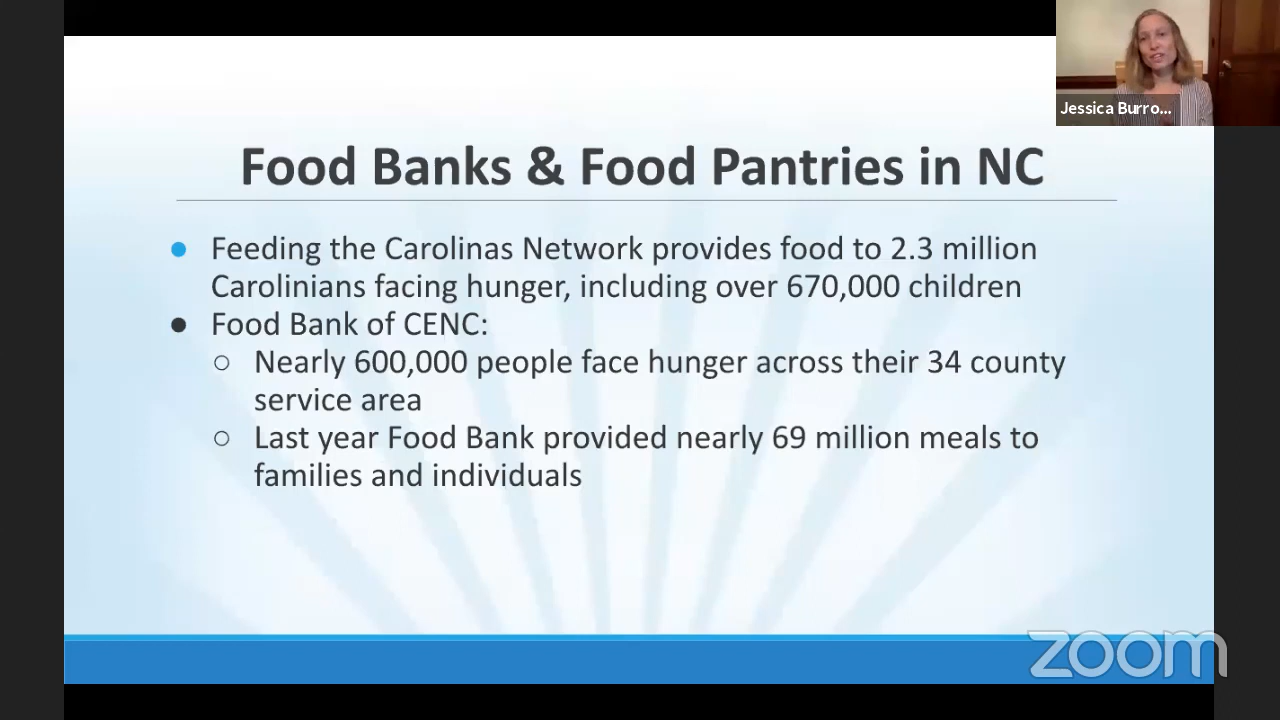 Jessica Burro...
Food Banks & Food Pantries in NC
● Feeding the Carolinas Network provides food to 2.3 million
Carolinians facing hunger, including over 670,000 children
● Food Bank of CENC:
○ Nearly 600,000 people face hunger across their 34 county
service area
○ Last year Food Bank provided nearly 69 million meals to
families and individuals
zoom